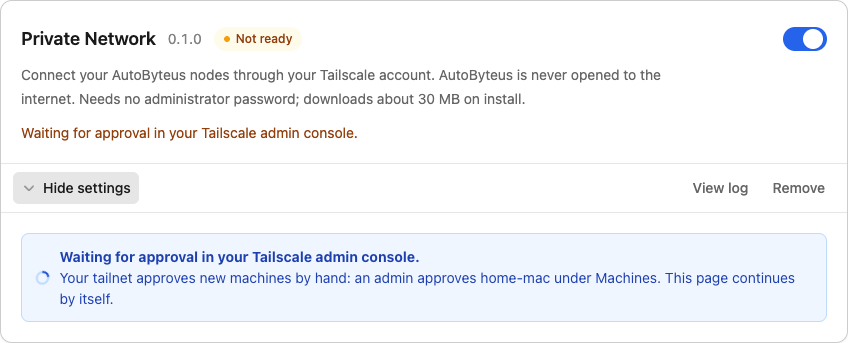 Private Network 0.1.0 Not ready
Connect your AutoByteus nodes through your Tailscale account. AutoByteus is never opened to the
internet. Needs no administrator password; downloads about 30 MB on install.
Waiting for approval in your Tailscale admin console.
Hide settings View log Remove
Waiting for approval in your Tailscale admin console.
Your tailnet approves new machines by hand: an admin approves home-mac under Machines. This page continues
by itself.